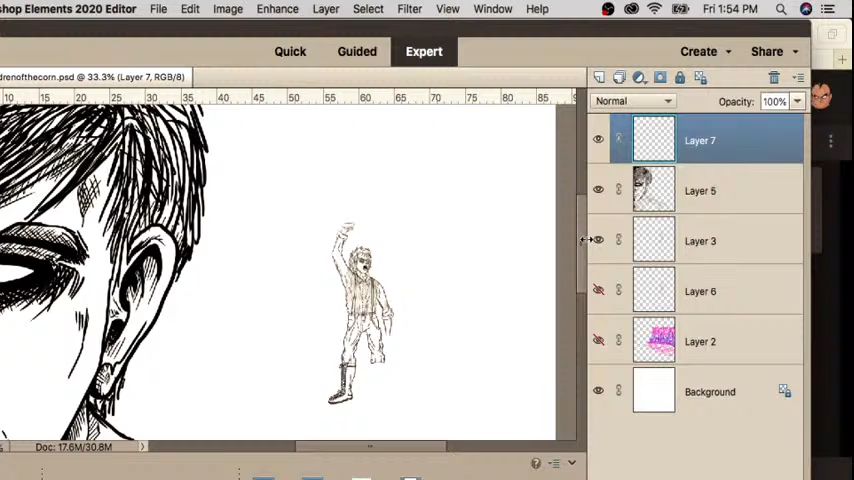 shop Elements 2020 Editor File Edit Image Enhance Layer Select Filter View Window Help Fri 1:54 PM
Quick Guided Expert Create Share
drenofthecorn.psd @ 33.3% (Layer 7, RGB/8)
10 15 20 25 30 35 40 45 50 55 60 65 70 75 80 85
Normal Opacity: 100%
Layer 7
Layer 5
Layer 3
Layer 6
Layer 2
Background
Doc: 17.6M/30.8M